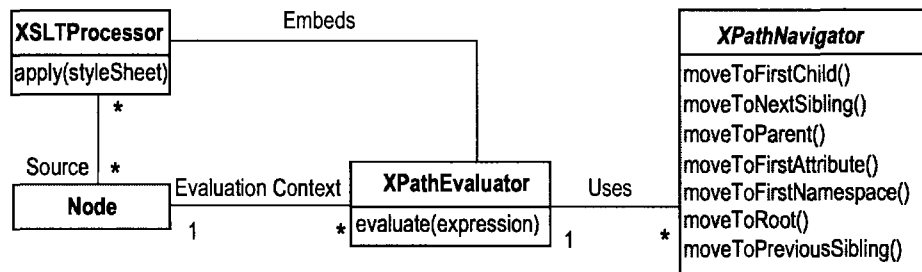 XSLTProcessor
apply(styleSheet)
Embeds
XPathNavigator
moveToFirstChild()
moveToNextSibling()
moveToParent()
moveToFirstAttribute()
moveToFirstNamespace()
moveToRoot()
moveToPreviousSibling()
*
Source *
Node
Evaluation Context
1
*
XPathEvaluator
evaluate(expression)
Uses
1
*